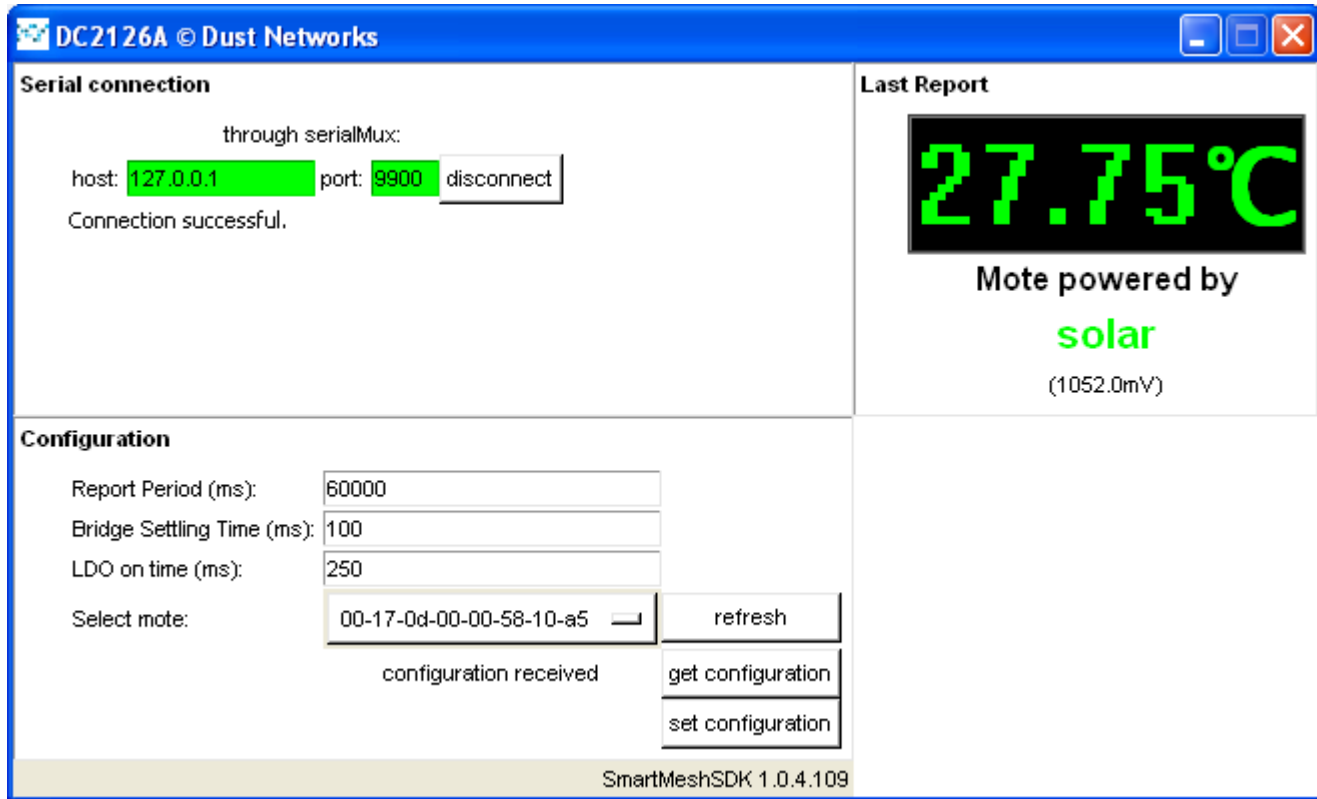 DC2126A © Dust Networks
Serial connection
through serialMux:
host: 127.0.0.1 port: 9900 disconnect
Connection successful.
Last Report
27.75°C
Mote powered by
solar
(1052.0mV)
Configuration
Report Period (ms): 60000
Bridge Settling Time (ms): 100
LDO on time (ms): 250
Select mote: 00-17-0d-00-00-58-10-a5 refresh
configuration received get configuration
set configuration
SmartMeshSDK 1.0.4.109